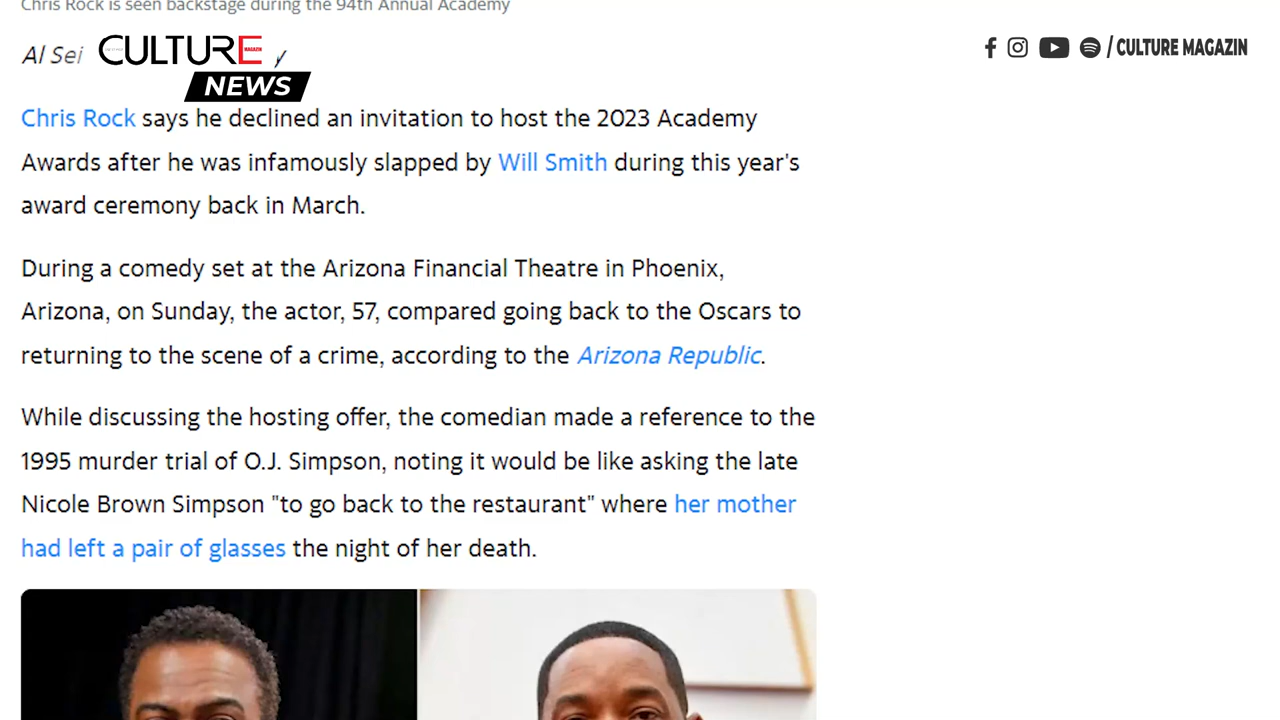 Chris Rock is seen backstage during the 94th Annual Academy
Al Sei
CULTURE
MAGAZIN
NEWS
/ CULTURE MAGAZIN
Chris Rock says he declined an invitation to host the 2023 Academy
Awards after he was infamously slapped by Will Smith during this year's
award ceremony back in March.
During a comedy set at the Arizona Financial Theatre in Phoenix,
Arizona, on Sunday, the actor, 57, compared going back to the Oscars to
returning to the scene of a crime, according to the Arizona Republic.
While discussing the hosting offer, the comedian made a reference to the
1995 murder trial of O.J. Simpson, noting it would be like asking the late
Nicole Brown Simpson "to go back to the restaurant" where her mother
had left a pair of glasses the night of her death.